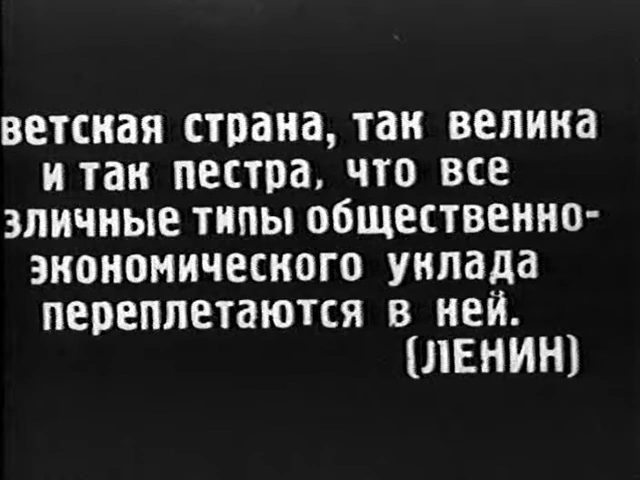 ветская страна, так велика
и так пестра, что все
зличные типы общественно-
экономического уклада
переплетаются в ней.
(ЛЕНИН)